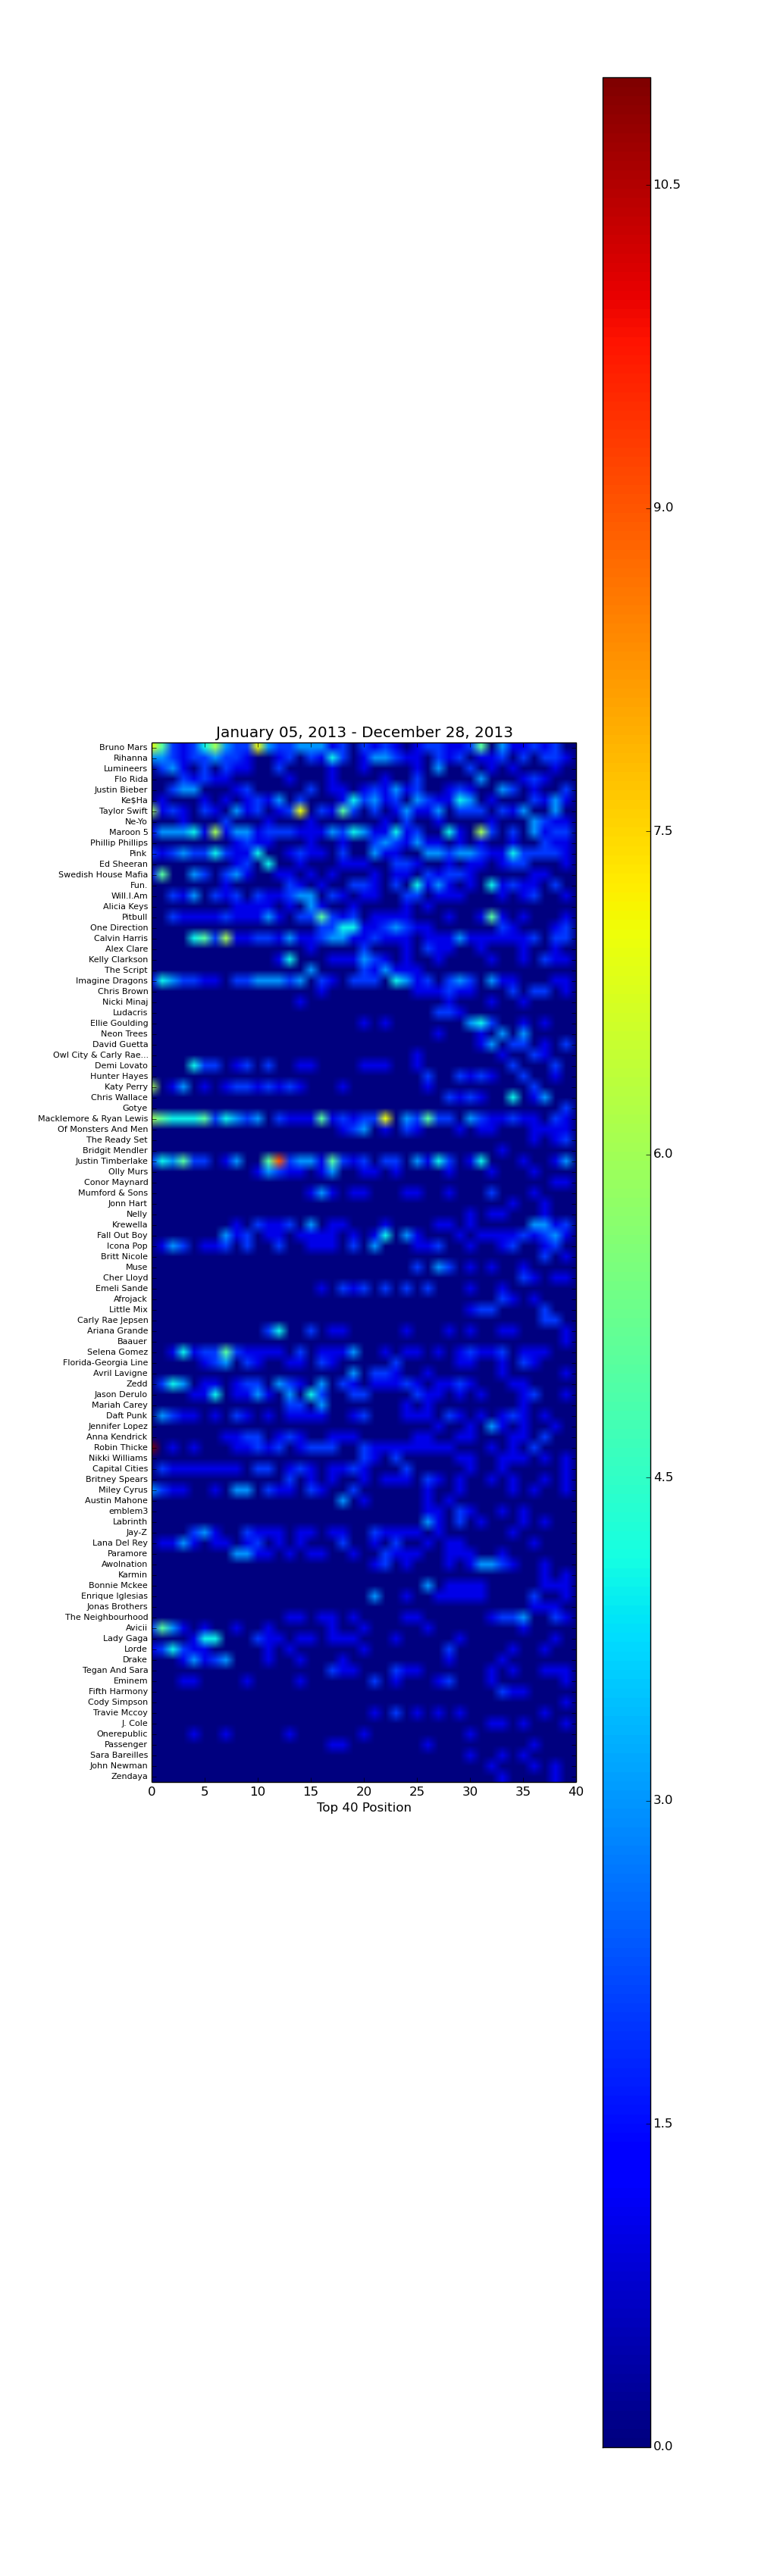 January 05, 2013 - December 28, 2013
Bruno Mars
Rihanna
Lumineers
Flo Rida
Justin Bieber
Ke$Ha
Taylor Swift
Ne-Yo
Maroon 5
Phillip Phillips
Pink
Ed Sheeran
Swedish House Mafia
Fun.
Will.I.Am
Alicia Keys
Pitbull
One Direction
Calvin Harris
Alex Clare
Kelly Clarkson
The Script
Imagine Dragons
Chris Brown
Nicki Minaj
Ludacris
Ellie Goulding
Neon Trees
David Guetta
Owl City & Carly Rae...
Demi Lovato
Hunter Hayes
Katy Perry
Chris Wallace
Gotye
Macklemore & Ryan Lewis
Of Monsters And Men
The Ready Set
Bridgit Mendler
Justin Timberlake
Olly Murs
Conor Maynard
Mumford & Sons
Jonn Hart
Nelly
Krewella
Fall Out Boy
Icona Pop
Britt Nicole
Muse
Cher Lloyd
Emeli Sande
Afrojack
Little Mix
Carly Rae Jepsen
Ariana Grande
Baauer
Selena Gomez
Florida-Georgia Line
Avril Lavigne
Zedd
Jason Derulo
Mariah Carey
Daft Punk
Jennifer Lopez
Anna Kendrick
Robin Thicke
Nikki Williams
Capital Cities
Britney Spears
Miley Cyrus
Austin Mahone
emblem3
Labrinth
Jay-Z
Lana Del Rey
Paramore
Awolnation
Karmin
Bonnie Mckee
Enrique Iglesias
Jonas Brothers
The Neighbourhood
Avicii
Lady Gaga
Lorde
Drake
Tegan And Sara
Eminem
Fifth Harmony
Cody Simpson
Travie Mccoy
J. Cole
Onerepublic
Passenger
Sara Bareilles
John Newman
Zendaya
0 5 10 15 20 25 30 35 40
Top 40 Position
10.5
9.0
7.5
6.0
4.5
3.0
1.5
0.0